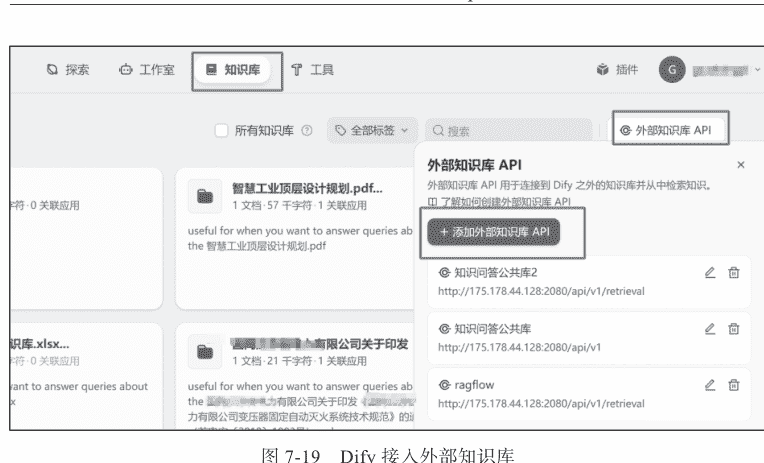 探索 工作室 知识库 工具 插件 G
所有知识库 全部标签 搜索 外部知识库 API
外部知识库 API
外部知识库 API 用于连接到 Dify 之外的知识库并从中检索知识。
了解如何创建外部知识库 API
+ 添加外部知识库 API
知识问答公共库2
http://175.178.44.128:2080/api/v1/retrieval
知识问答公共库
http://175.178.44.128:2080/api/v1
ragflow
http://175.178.44.128:2080/api/v1/retrieval
字符·0 关联应用
智慧工业顶层设计规划.pdf...
1 文档·57 千字符·1 关联应用
useful for when you want to answer queries ab
the 智慧工业顶层设计规划.pdf
识库.xlsx...
字符·0 关联应用
want to answer queries about
x
有限公司关于印发
1 文档·21 千字符·1 关联应用
useful for when you want to answer queries ab
the 力有限公司关于印发《
力有限公司变压器固定自动灭火系统技术规范》的
图 7-19 Dify 接入外部知识库